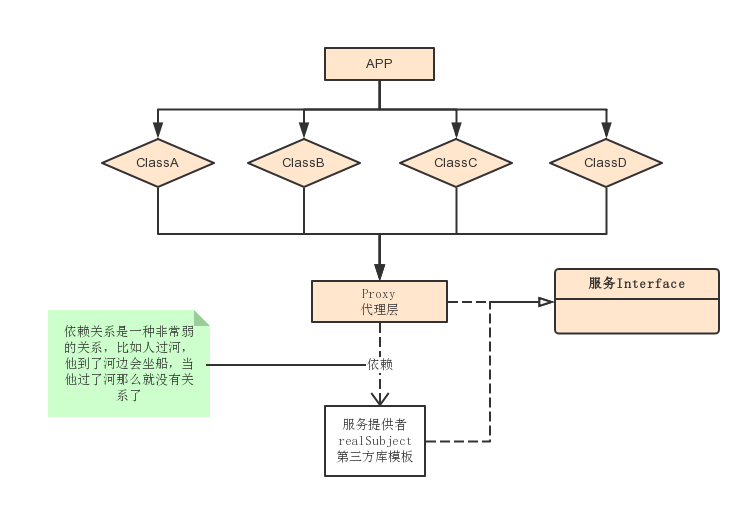 APP
ClassA
ClassB
ClassC
ClassD
Proxy
代理层
服务Interface
依赖关系是一种非常弱
的关系，比如人过河，
他到了河边会坐船，当
他过了河那么就没有关
系了
依赖
服务提供者
realSubject
第三方库模板